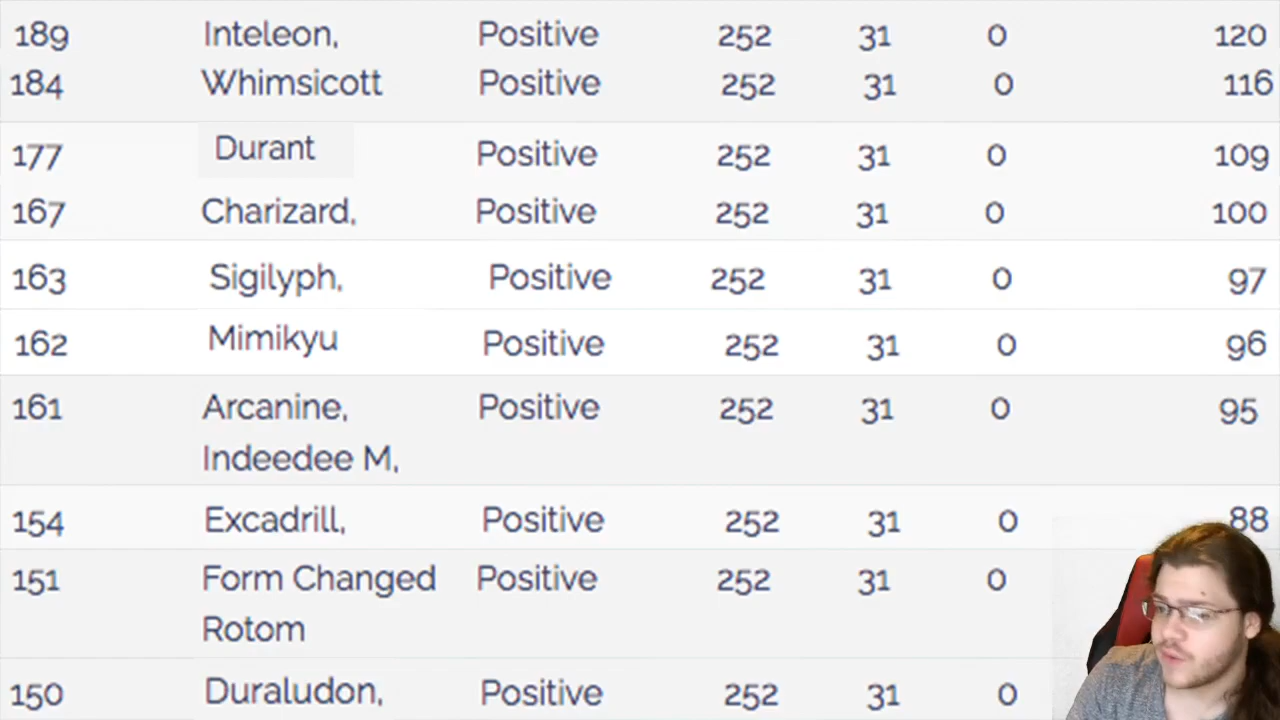 189 Inteleon, Positive 252 31 0 120
184 Whimsicott Positive 252 31 0 116
177 Durant Positive 252 31 0 109
167 Charizard, Positive 252 31 0 100
163 Sigilyph, Positive 252 31 0 97
162 Mimikyu Positive 252 31 0 96
161 Arcanine, Positive 252 31 0 95
Indeedee M,
154 Excadrill, Positive 252 31 0 88
151 Form Changed Positive 252 31 0
Rotom
150 Duraludon, Positive 252 31 0